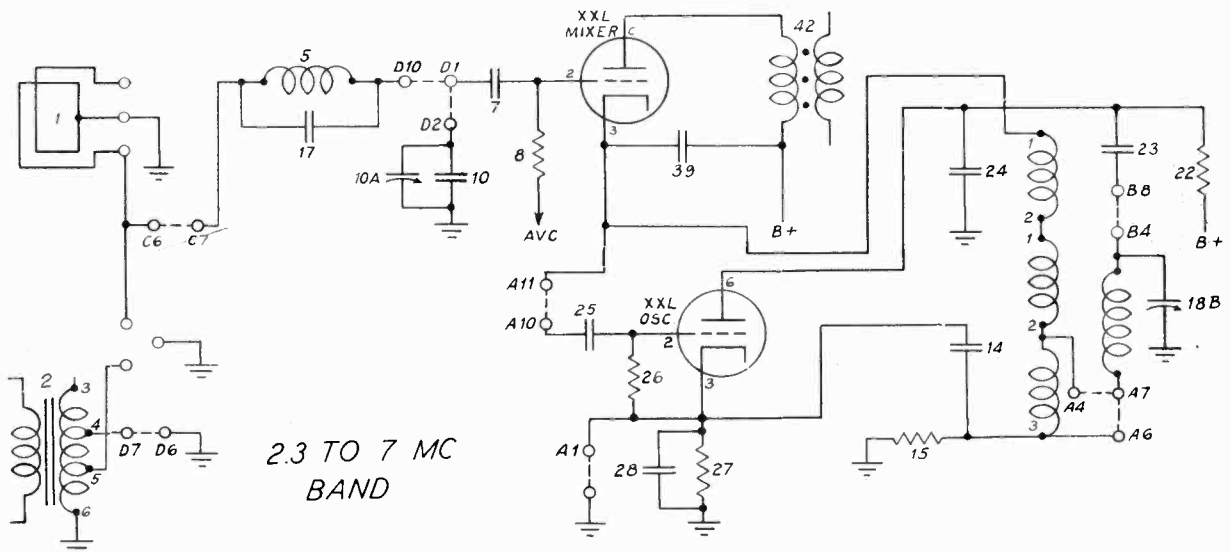 XXL
MIXER
C
42
5
D10
D1
2
7
1
17
D2
8
3
39
10A
10
AVC
B+
C6
C7
24
1
23
22
B8
2
1
B4
B+
A11
A10
25
XXL
OSC
6
2
18B
2
14
26
3
A4
A7
2
3
4
D7
D6
5
6
2.3 TO 7 MC
BAND
A1
28
27
15
3
A6